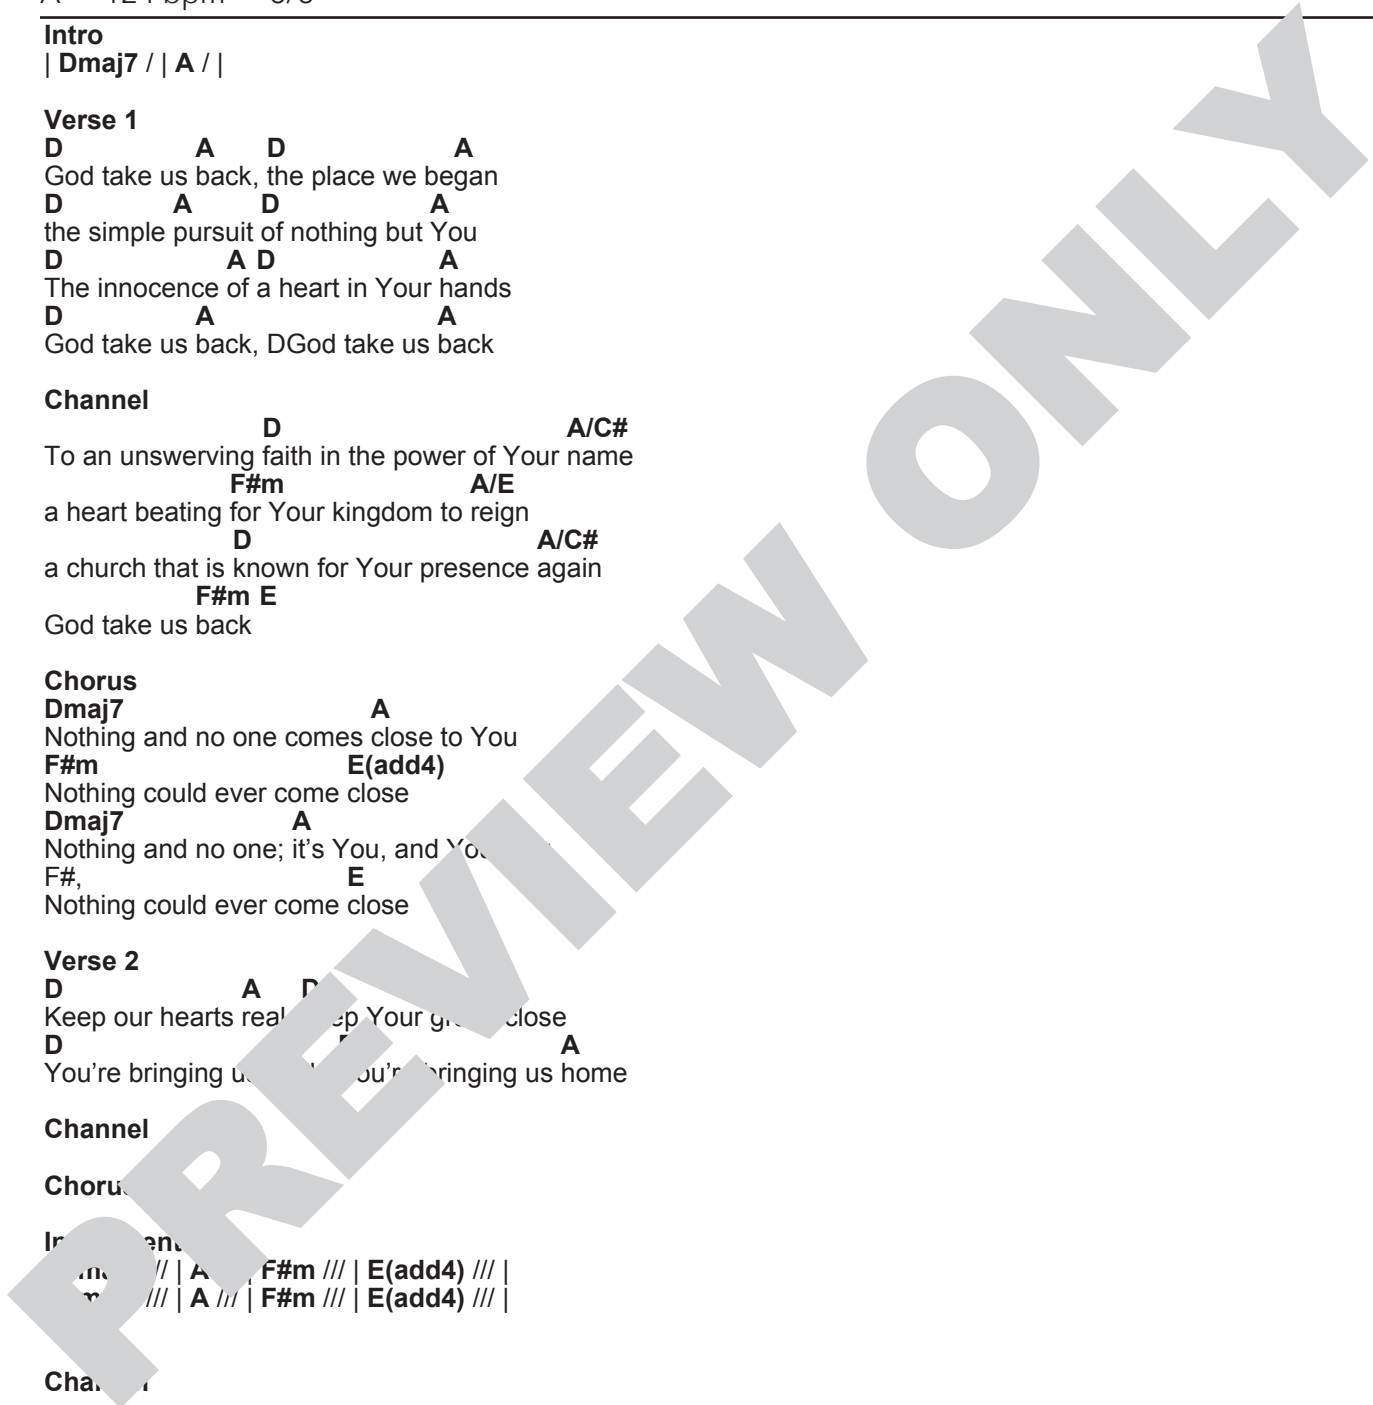 Intro
| Dmaj7 / | A / |
Verse 1
D A D A
God take us back, the place we began
D A D A
the simple pursuit of nothing but You
D A D A
The innocence of a heart in Your hands
D A A
God take us back, DGod take us back
Channel
D A/C#
To an unswerving faith in the power of Your name
F#m A/E
a heart beating for Your kingdom to reign
D A/C#
a church that is known for Your presence again
F#m E
God take us back
Chorus
Dmaj7 A
Nothing and no one comes close to You
F#m E(add4)
Nothing could ever come close
Dmaj7 A
Nothing and no one; it's You, and
F#, E
Nothing could ever come close
Verse 2
D A D
Keep our hearts Your close
D A
You're bringing bringing us home
Channel
Chorus
/// | A | F#m /// | E(add4) /// |
/// | A /// | F#m /// | E(add4) /// |
PREVIEW ONLY